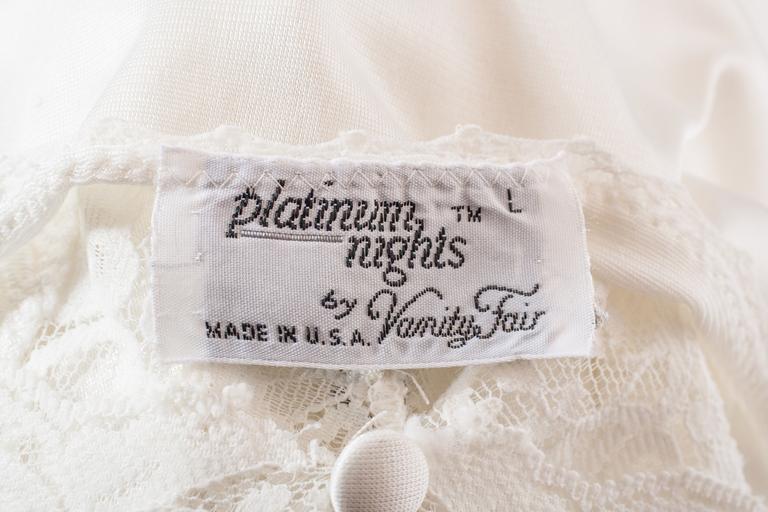 platinum TM L
nights
by Vanity Fair
MADE IN U.S.A.